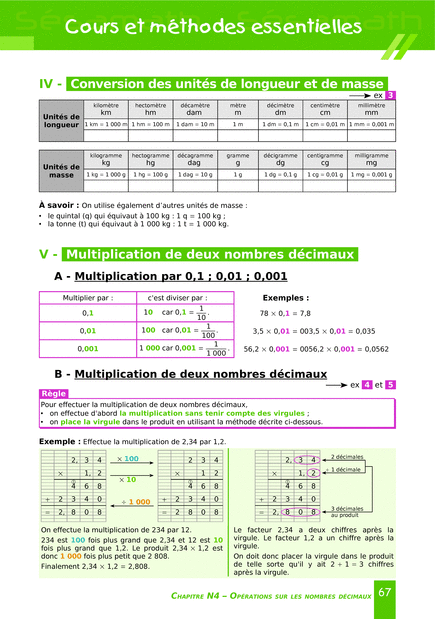 Cours et méthodes essentielles
IV - Conversion des unités de longueur et de masse
ex 3
Unités de longueur
kilomètre km
hectomètre hm
décamètre dam
mètre m
décimètre dm
centimètre cm
millimètre mm
1 km = 1 000 m
1 hm = 100 m
1 dam = 10 m
1 m
1 dm = 0,1 m
1 cm = 0,01 m
1 mm = 0,001 m
Unités de masse
kilogramme kg
hectogramme hg
décagramme dag
gramme g
décigramme dg
centigramme cg
milligramme mg
1 kg = 1 000 g
1 hg = 100 g
1 dag = 10 g
1 g
1 dg = 0,1 g
1 cg = 0,01 g
1 mg = 0,001 g
À savoir : On utilise également d'autres unités de masse :
• le quintal (q) qui équivaut à 100 kg : 1 q = 100 kg ;
• la tonne (t) qui équivaut à 1 000 kg : 1 t = 1 000 kg.
V - Multiplication de deux nombres décimaux
A - Multiplication par 0,1 ; 0,01 ; 0,001
Multiplier par : c'est diviser par : Exemples :
0,1 10 car 0,1 = 1/10. 78 × 0,1 = 7,8
0,01 100 car 0,01 = 1/100. 3,5 × 0,01 = 003,5 × 0,01 = 0,035
0,001 1 000 car 0,001 = 1/1 000. 56,2 × 0,001 = 0056,2 × 0,001 = 0,0562
B - Multiplication de deux nombres décimaux
ex 4 et 5
Règle
Pour effectuer la multiplication de deux nombres décimaux,
• on effectue d'abord la multiplication sans tenir compte des virgules ;
• on place la virgule dans le produit en utilisant la méthode décrite ci-dessous.
Exemple : Effectue la multiplication de 2,34 par 1,2.
2, 3 4
× 1, 2
4 6 8
+ 2 3 4 0
= 2, 8 0 8
× 100
× 10
÷ 1 000
2 3 4
× 1 2
4 6 8
+ 2 3 4 0
= 2 8 0 8
On effectue la multiplication de 234 par 12.
234 est 100 fois plus grand que 2,34 et 12 est 10
fois plus grand que 1,2. Le produit 2,34 × 1,2 est
donc 1 000 fois plus petit que 2 808.
Finalement 2,34 × 1,2 = 2,808.
2, 3 4
× 1, 2
4 6 8
+ 2 3 4 0
= 2, 8 0 8
2 décimales
+ 1 décimale
3 décimales
au produit
Le facteur 2,34 a deux chiffres après la
virgule. Le facteur 1,2 a un chiffre après la
virgule.
On doit donc placer la virgule dans le produit
de telle sorte qu'il y ait 2 + 1 = 3 chiffres
après la virgule.
CHAPITRE N4 – OPÉRATIONS SUR LES NOMBRES DÉCIMAUX
67